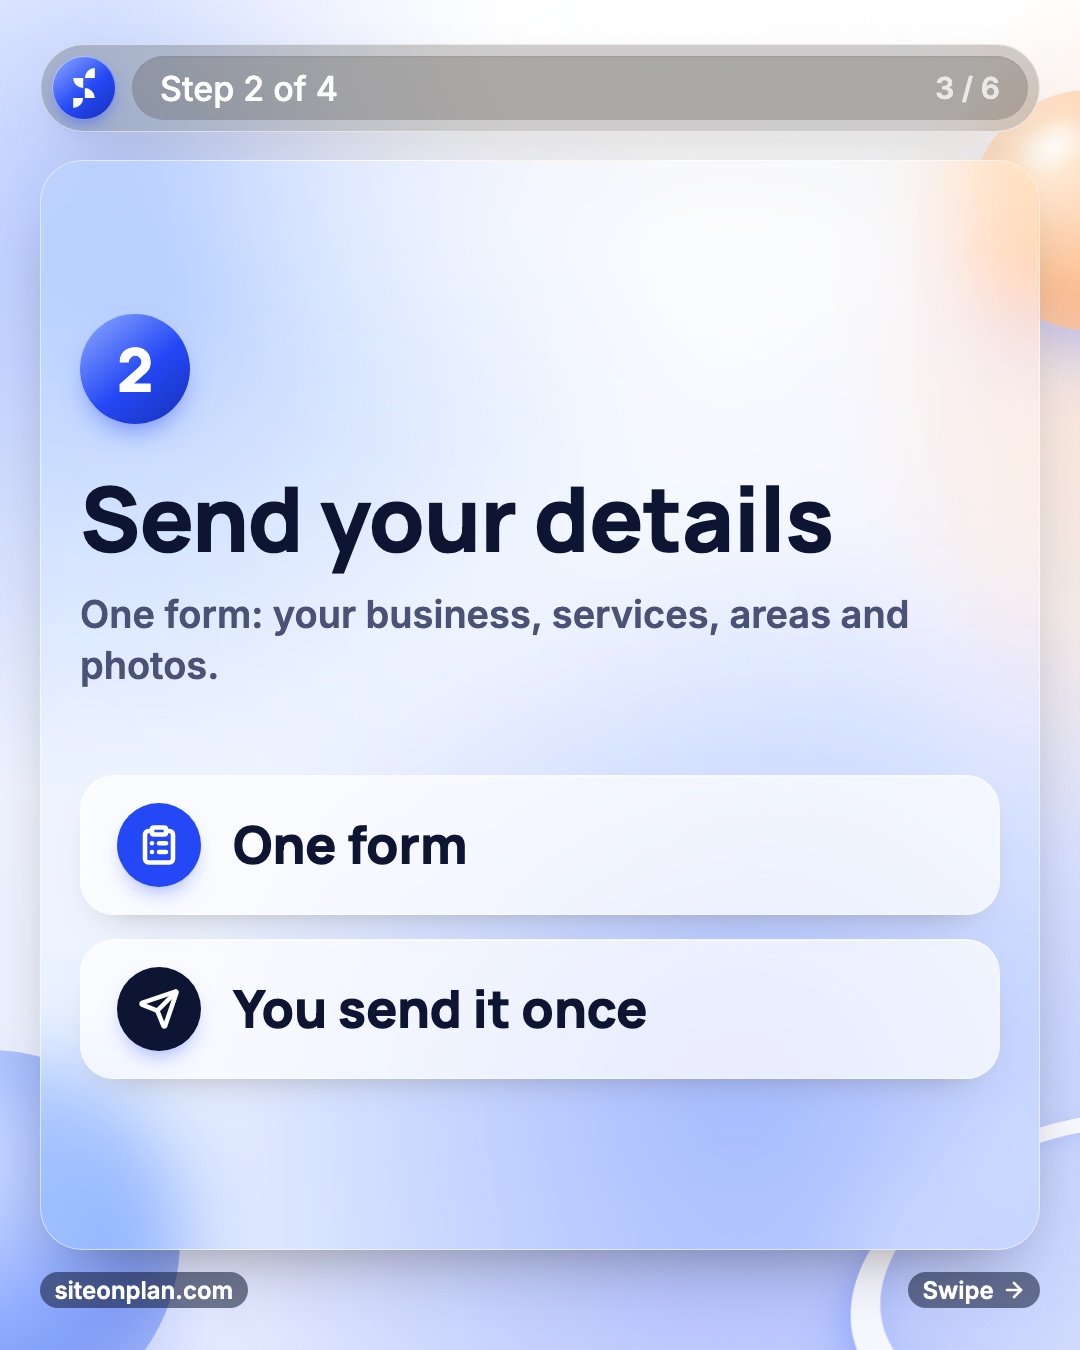 Step 2 of 4
3 / 6
2
Send your details
One form: your business, services, areas and
photos.
One form
You send it once
siteonplan.com
Swipe →